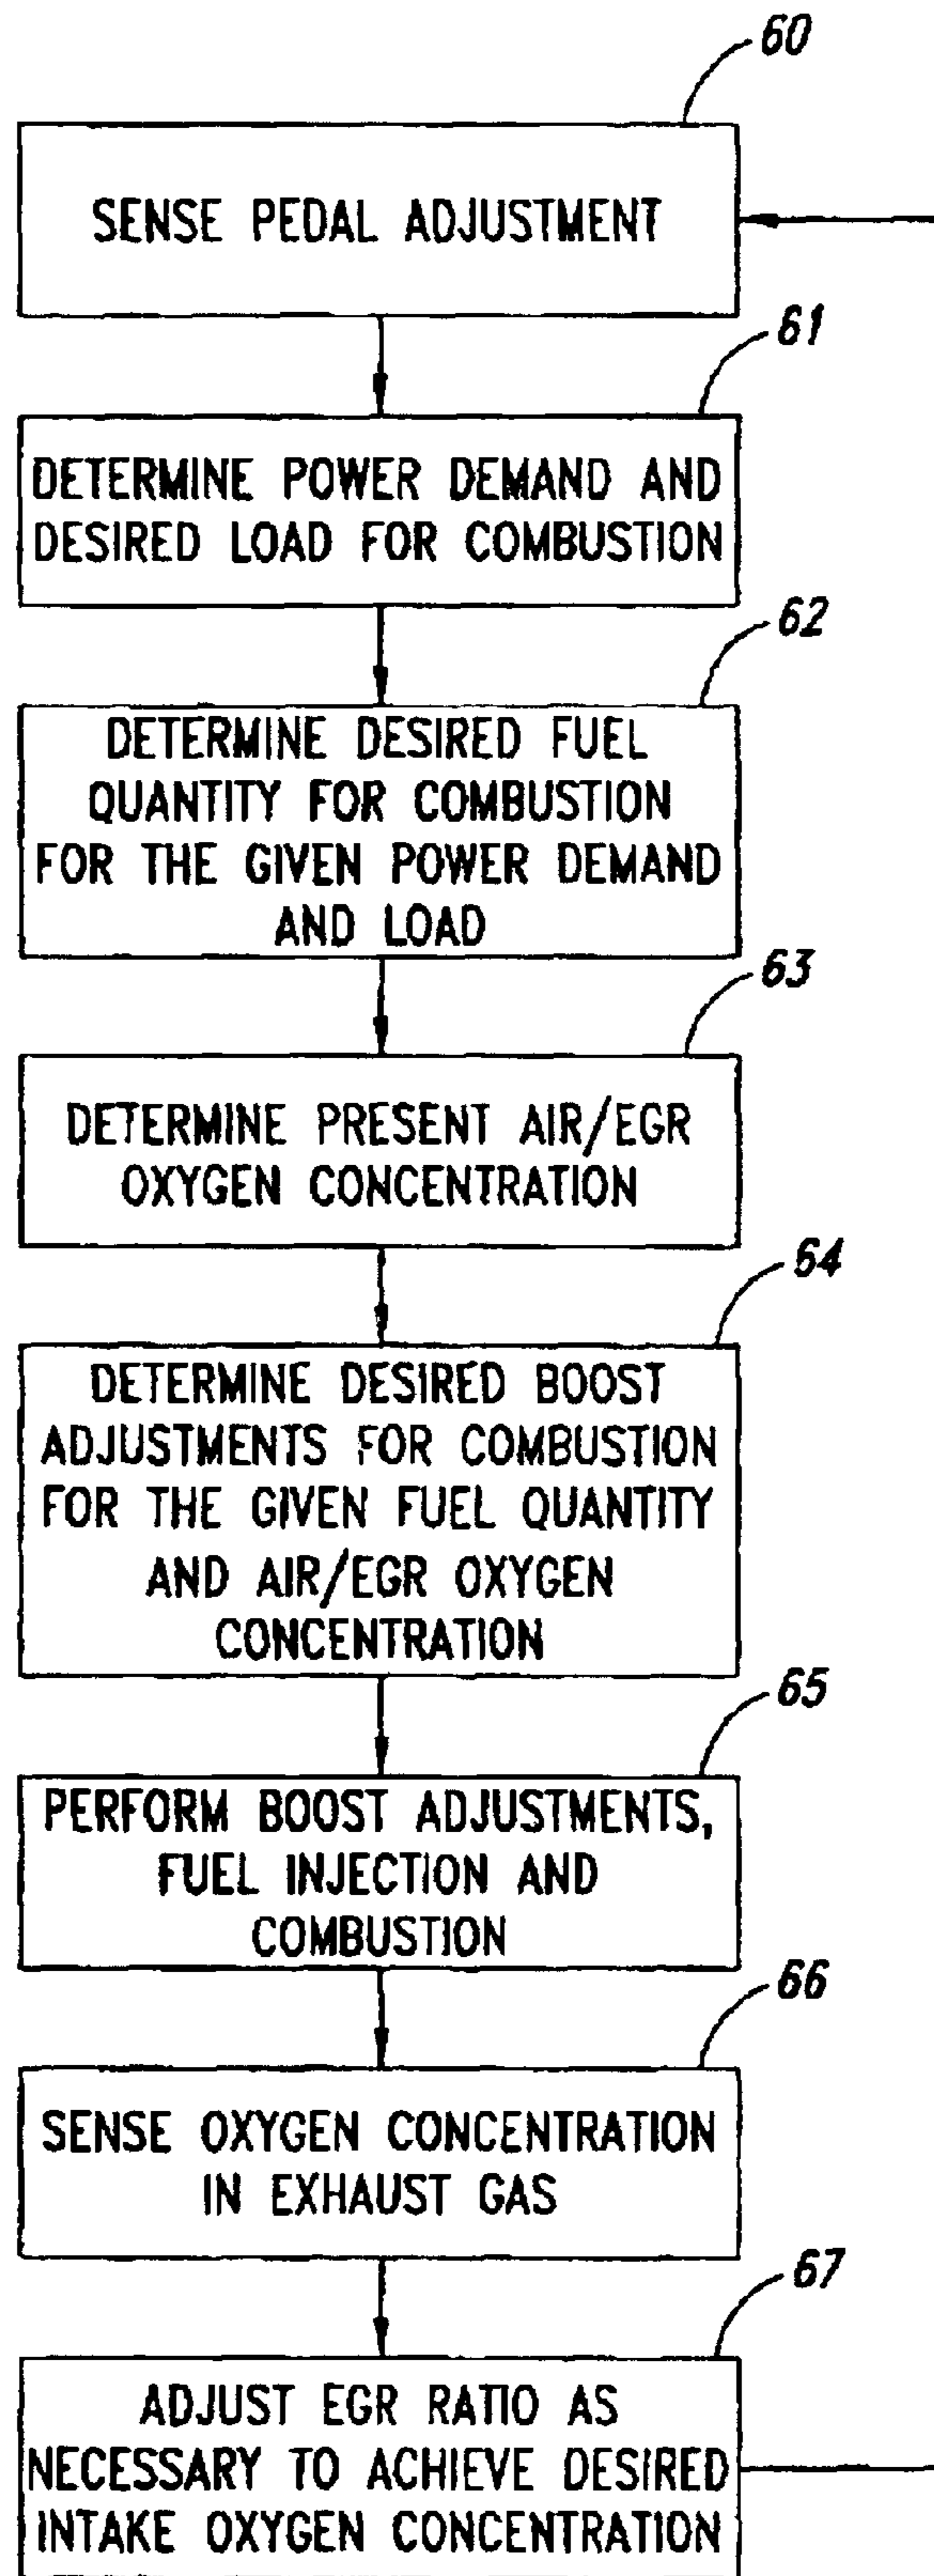 60
SENSE PEDAL ADJUSTMENT
61
DETERMINE POWER DEMAND AND
DESIRED LOAD FOR COMBUSTION
62
DETERMINE DESIRED FUEL
QUANTITY FOR COMBUSTION
FOR THE GIVEN POWER DEMAND
AND LOAD
63
DETERMINE PRESENT AIR/EGR
OXYGEN CONCENTRATION
64
DETERMINE DESIRED BOOST
ADJUSTMENTS FOR COMBUSTION
FOR THE GIVEN FUEL QUANTITY
AND AIR/EGR OXYGEN
CONCENTRATION
65
PERFORM BOOST ADJUSTMENTS,
FUEL INJECTION AND
COMBUSTION
66
SENSE OXYGEN CONCENTRATION
IN EXHAUST GAS
67
ADJUST EGR RATIO AS
NECESSARY TO ACHIEVE DESIRED
INTAKE OXYGEN CONCENTRATION